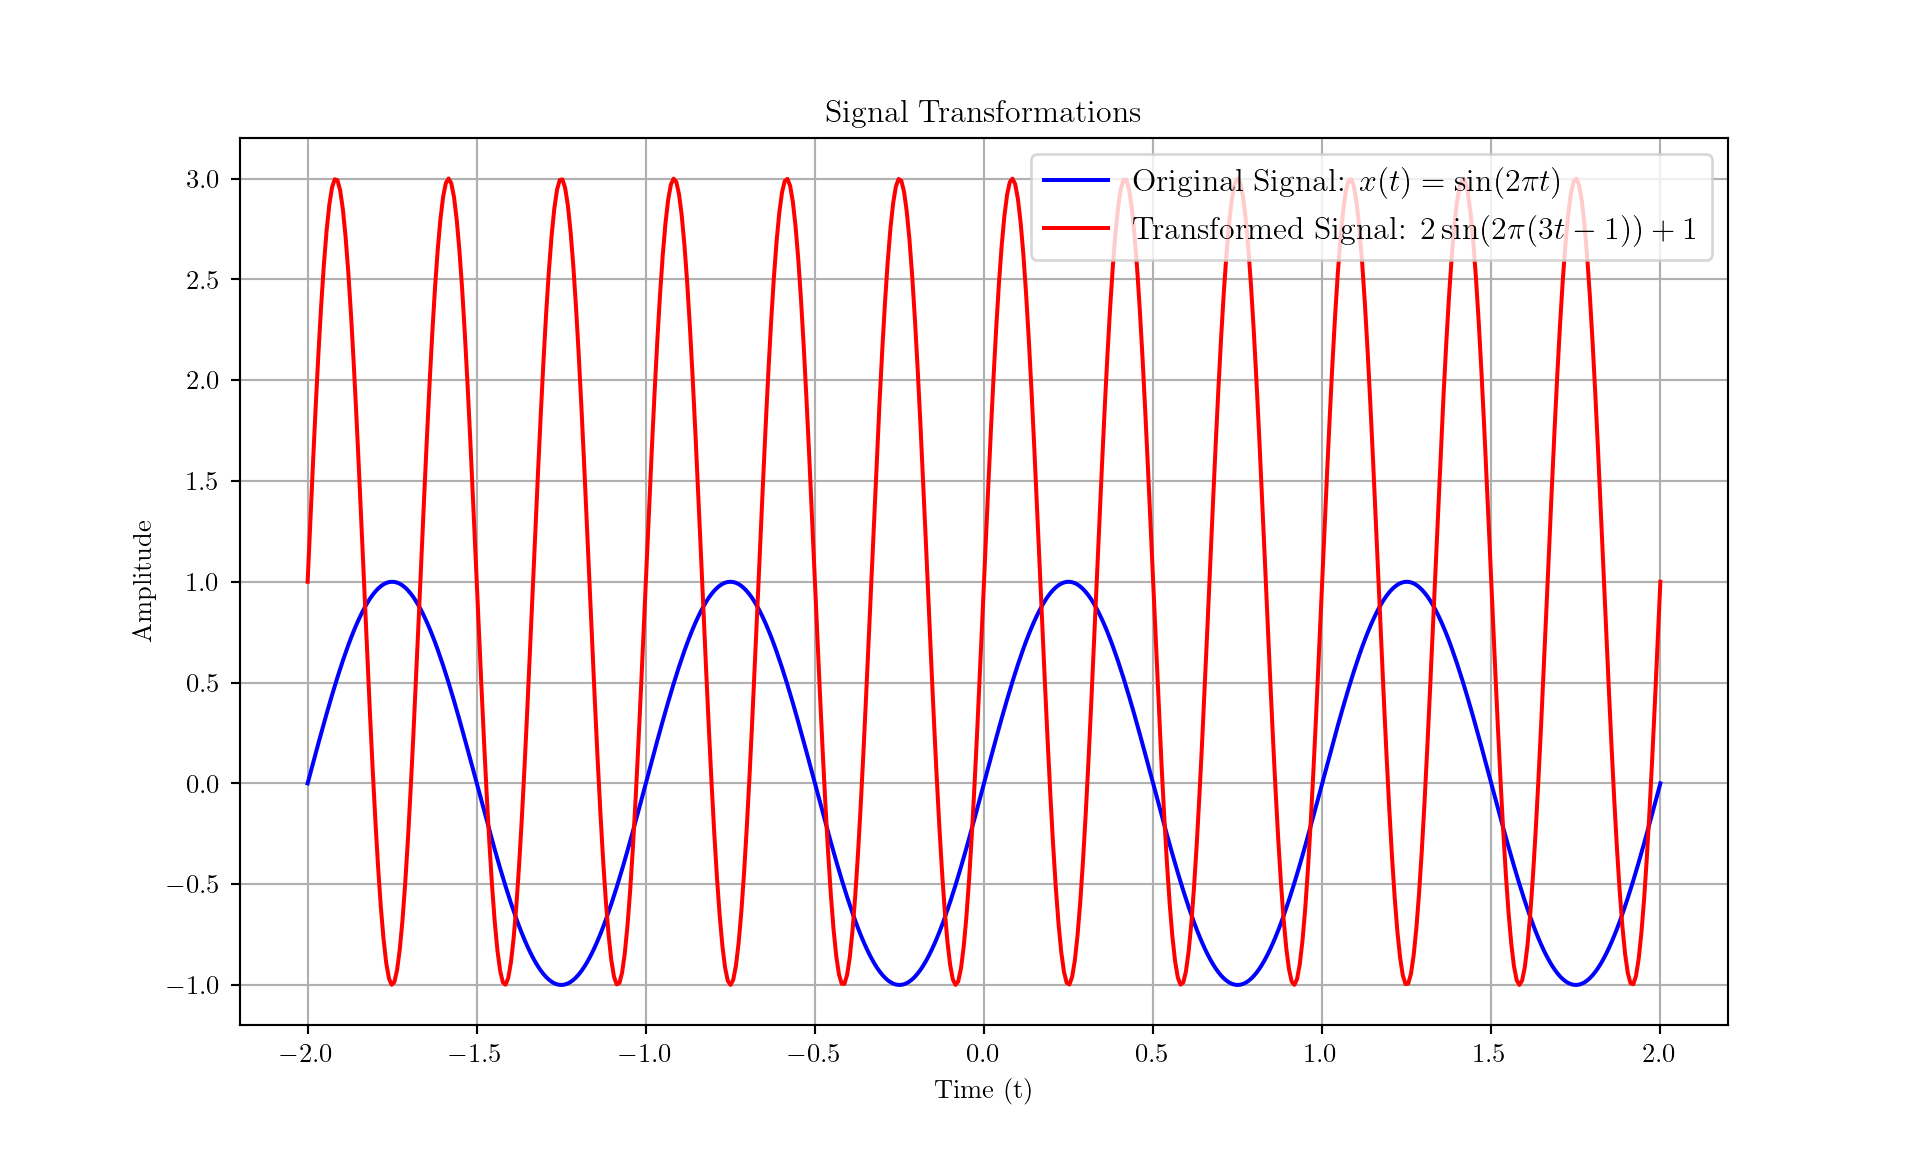 Signal Transformations
Original Signal: x(t) = sin(2πt)
Transformed Signal: 2 sin(2π(3t − 1)) + 1
3.0
2.5
2.0
1.5
1.0
0.5
0.0
−0.5
−1.0
Amplitude
−2.0 −1.5 −1.0 −0.5 0.0 0.5 1.0 1.5 2.0
Time (t)